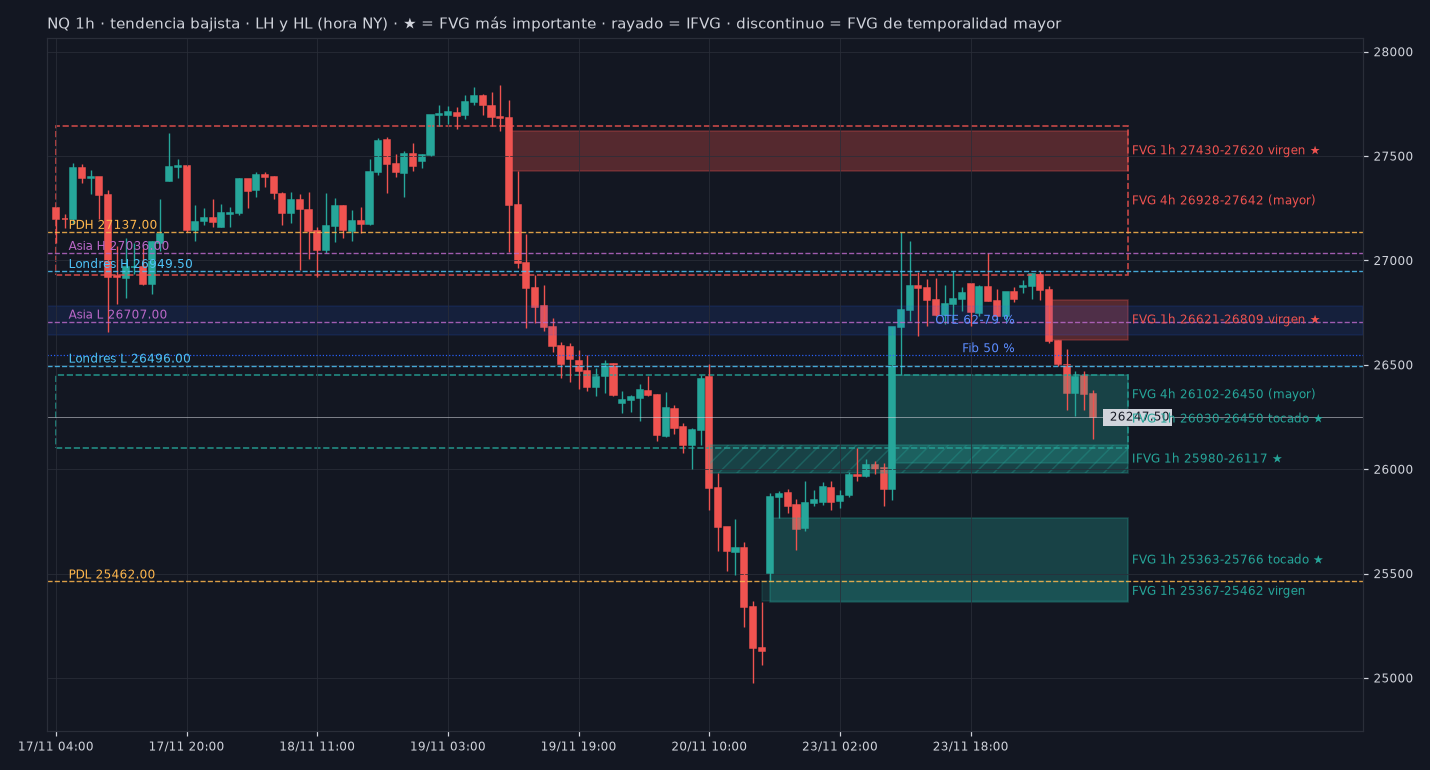 NQ 1h · tendencia bajista · LH y HL (hora NY) · ★ = FVG más importante · rayado = IFVG · discontinuo = FVG de temporalidad mayor
28000
FVG 1h 27430-27620 virgen ★
27500
FVG 4h 26928-27642 (mayor)
PDH 27137.00
Asia H 27036.00
Londres H 26949.50
27000
Asia L 26707.00
OTE 62-79 %
FVG 1h 26621-26809 virgen ★
Fib 50 %
Londres L 26496.00
26500
FVG 4h 26102-26450 (mayor)
26247.50
FVG 1h 26030-26450 tocado ★
IFVG 1h 25980-26117 ★
26000
FVG 1h 25363-25766 tocado ★
PDL 25462.00
25500
FVG 1h 25367-25462 virgen
25000
17/11 04:00
17/11 20:00
18/11 11:00
19/11 03:00
19/11 19:00
20/11 10:00
23/11 02:00
23/11 18:00